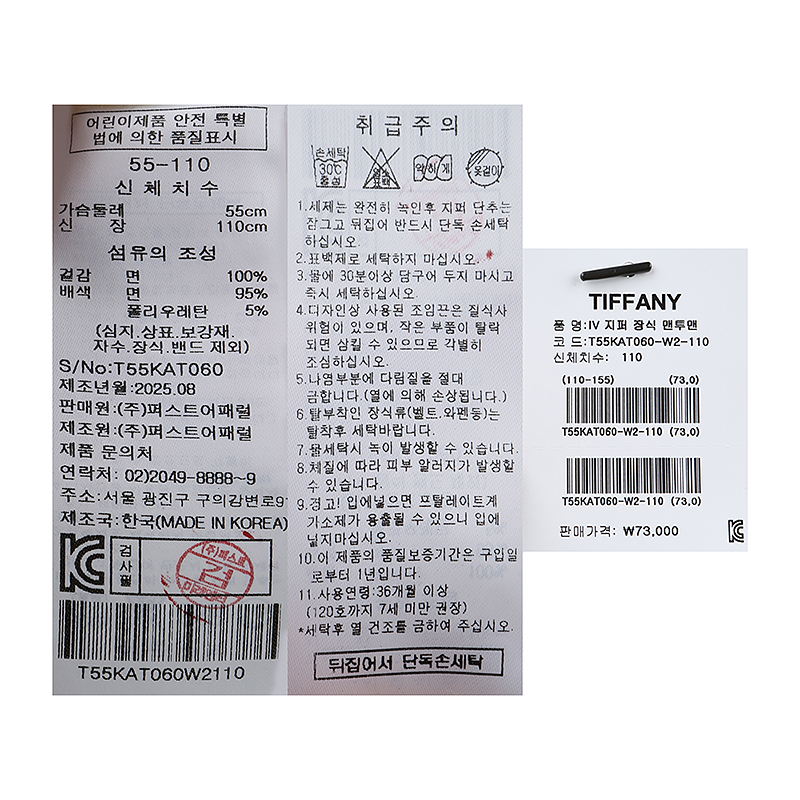 어린이제품 안전 특별
법에 의한 품질표시
55-110
신 체 치 수
가슴둘레 55cm
신 장 110cm
섬유의 조성
겉감 면 100%
배색 면 95%
폴리우레탄 5%
(심지.상표.보강재.
자수.장식.밴드 제외)
S/No:T55KAT060
제조년월:2025.08
판매원:(주)퍼스트어패럴
제조원:(주)퍼스트어패럴
제품 문의처
연락처: 02)2049-8888~9
주소:서울 광진구 구의강변로9
제조국:한국(MADE IN KOREA)
KC
검사필
(주)퍼스트
검
T55KAT060W2110
취 급 주 의
손세탁
30℃
중성
염소
표백
약하게
옷걸이
1.세제는 완전히 녹인후 지퍼 단추는
잠그고 뒤집어 반드시 단독 손세탁
하십시오.
2.표백제로 세탁하지 마십시오.
3.물에 30분이상 담구어 두지 마시고
즉시 세탁하십시오.
4.디자인상 사용된 조임끈은 질식사
위험이 있으며, 작은 부품이 탈락
되면 삼킬 수 있으므로 각별히
조심하십시오.
5.나염부분에 다림질을 절대
금합니다.(열에 의해 손상됩니다.)
6.탈부착인 장식류(벨트.와펜등)는
탈착후 세탁바랍니다.
7.물세탁시 녹이 발생할 수 있습니다.
8.체질에 따라 피부 알러지가 발생할
수 있습니다.
9.경고! 입에넣으면 프탈레이트계
가소제가 용출될 수 있으니 입에
넣지마십시오.
10.이 제품의 품질보증기간은 구입일
로부터 1년입니다.
11.사용연령:36개월 이상
(120호까지 7세 미만 권장)
*세탁후 열 건조를 금하여 주십시오.
뒤집어서 단독손세탁
TIFFANY
품 명:IV 지퍼 장식 맨투맨
코 드:T55KAT060-W2-110
신체치수: 110
(110-155) (73,0)
T55KAT060-W2-110 (73,0)
T55KAT060-W2-110 (73,0)
판매가격: ₩73,000
KC